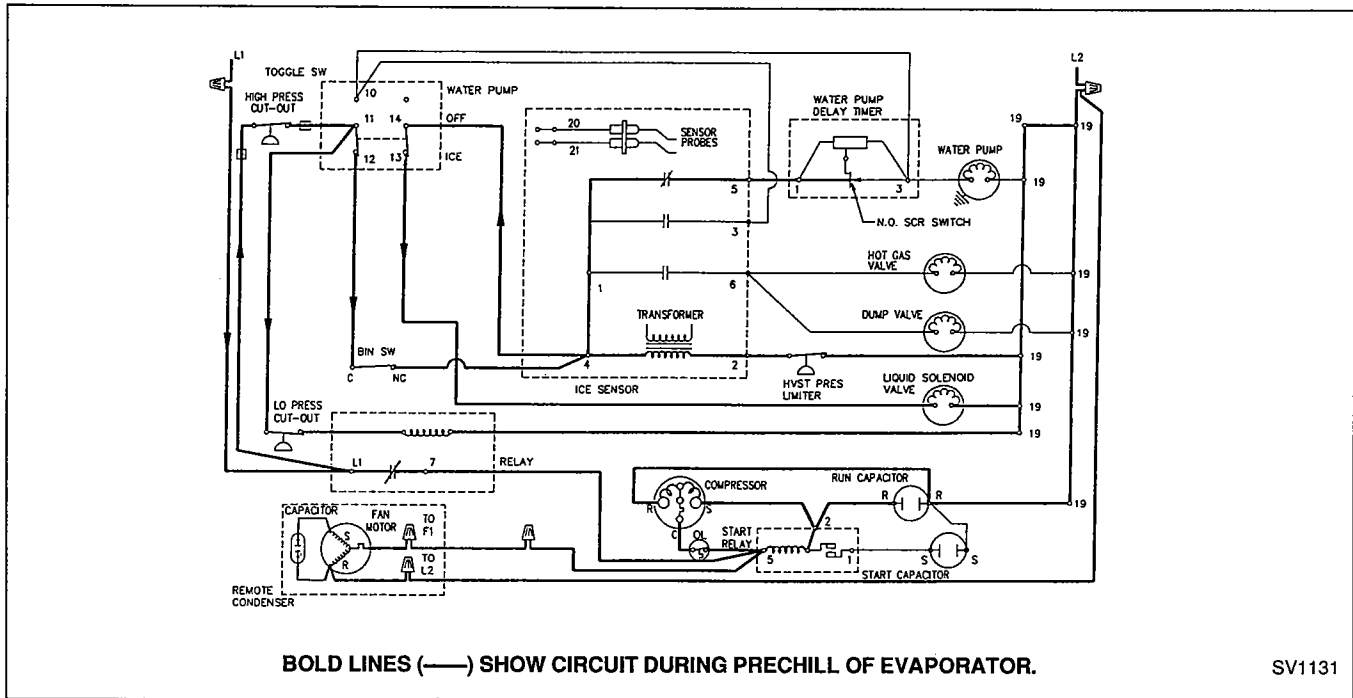 L1
L2
TOGGLE SW
10
WATER PUMP
HIGH PRESS
CUT-OUT
11
14
OFF
12
13
ICE
20
21
SENSOR
PROBES
WATER PUMP
DELAY TIMER
WATER PUMP
19
19
5
1
3
19
N.O. SCR SWITCH
3
HOT GAS
VALVE
1
6
19
TRANSFORMER
DUMP VALVE
19
BIN SW
C
NC
4
2
19
ICE SENSOR
HVST PRES
LIMITER
LIQUID SOLENOID
VALVE
19
LO PRESS
CUT-OUT
19
L1
7
RELAY
COMPRESSOR
RUN CAPACITOR
R
S
R
R
19
C
OL
START
RELAY
2
5
1
S
S
START CAPACITOR
CAPACITOR
FAN
MOTOR
TO
F1
S
R
TO
L2
REMOTE
CONDENSER
BOLD LINES (——) SHOW CIRCUIT DURING PRECHILL OF EVAPORATOR.
SV1131